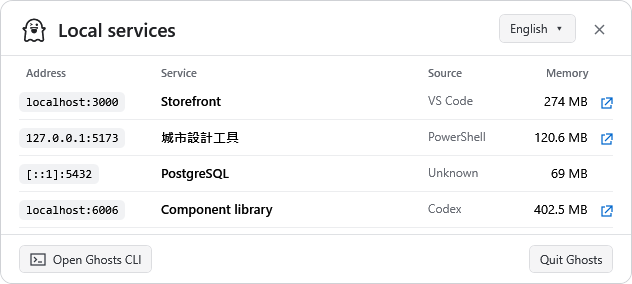 Local services
English
Address Service Source Memory
localhost:3000 Storefront VS Code 274 MB
127.0.0.1:5173 城市設計工具 PowerShell 120.6 MB
[::1]:5432 PostgreSQL Unknown 69 MB
localhost:6006 Component library Codex 402.5 MB
Open Ghosts CLI Quit Ghosts